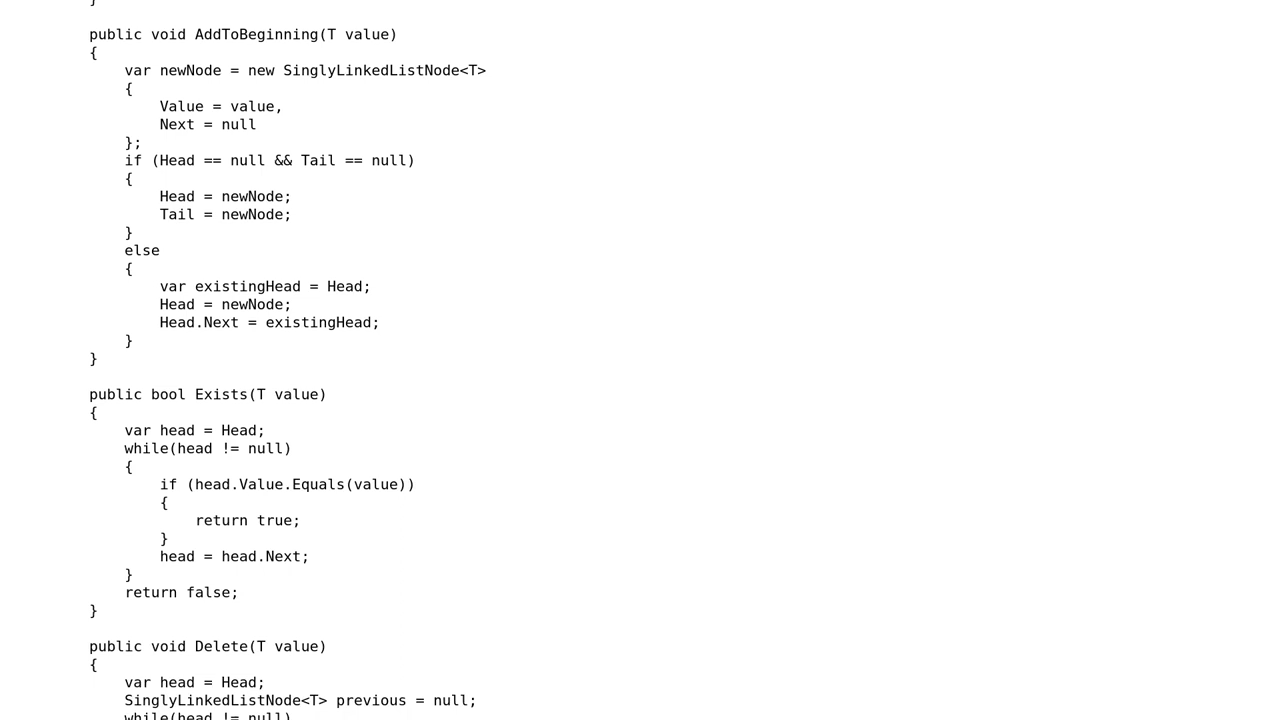 }
public void AddToBeginning(T value)
{
var newNode = new SinglyLinkedListNode<T>
{
Value = value,
Next = null
};
if (Head == null && Tail == null)
{
Head = newNode;
Tail = newNode;
}
else
{
var existingHead = Head;
Head = newNode;
Head.Next = existingHead;
}
}
public bool Exists(T value)
{
var head = Head;
while(head != null)
{
if (head.Value.Equals(value))
{
return true;
}
head = head.Next;
}
return false;
}
public void Delete(T value)
{
var head = Head;
SinglyLinkedListNode<T> previous = null;
while(head != null)